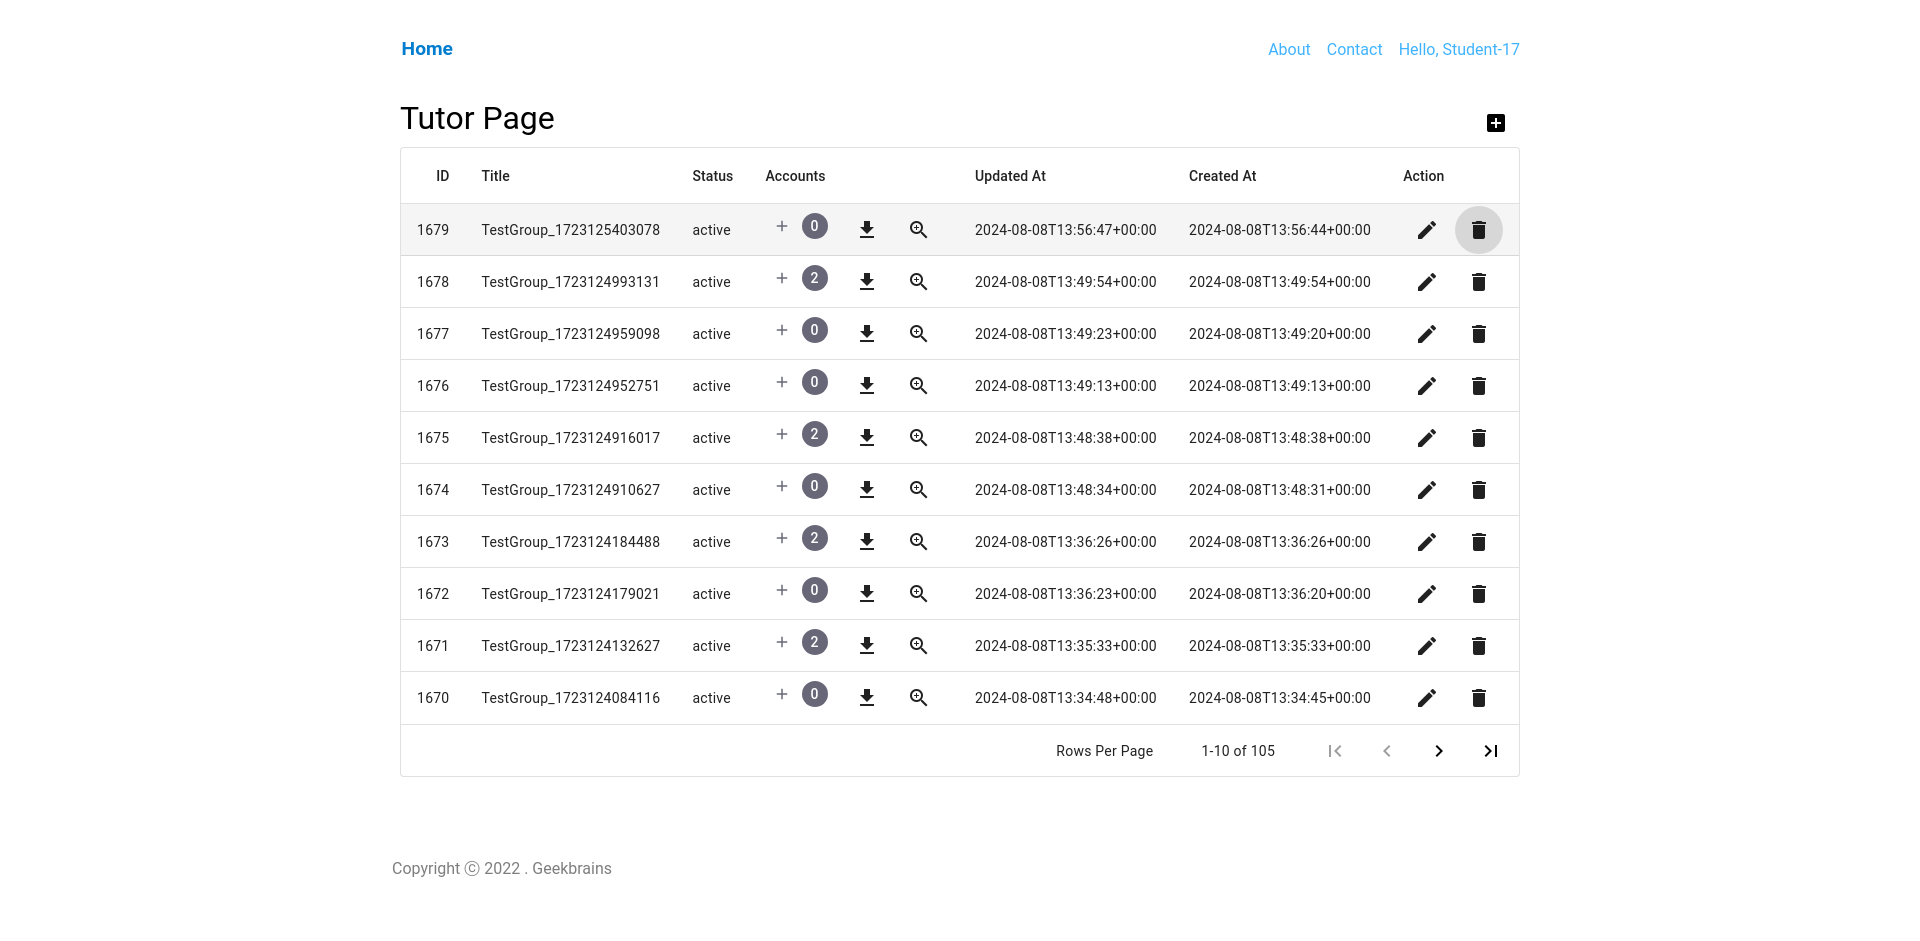 Home About Contact Hello, Student-17
Tutor Page
ID Title Status Accounts Updated At Created At Action
1679 TestGroup_1723125403078 active + 0 2024-08-08T13:56:47+00:00 2024-08-08T13:56:44+00:00
1678 TestGroup_1723124993131 active + 2 2024-08-08T13:49:54+00:00 2024-08-08T13:49:54+00:00
1677 TestGroup_1723124959098 active + 0 2024-08-08T13:49:23+00:00 2024-08-08T13:49:20+00:00
1676 TestGroup_1723124952751 active + 0 2024-08-08T13:49:13+00:00 2024-08-08T13:49:13+00:00
1675 TestGroup_1723124916017 active + 2 2024-08-08T13:48:38+00:00 2024-08-08T13:48:38+00:00
1674 TestGroup_1723124910627 active + 0 2024-08-08T13:48:34+00:00 2024-08-08T13:48:31+00:00
1673 TestGroup_1723124184488 active + 2 2024-08-08T13:36:26+00:00 2024-08-08T13:36:26+00:00
1672 TestGroup_1723124179021 active + 0 2024-08-08T13:36:23+00:00 2024-08-08T13:36:20+00:00
1671 TestGroup_1723124132627 active + 2 2024-08-08T13:35:33+00:00 2024-08-08T13:35:33+00:00
1670 TestGroup_1723124084116 active + 0 2024-08-08T13:34:48+00:00 2024-08-08T13:34:45+00:00
Rows Per Page 1-10 of 105
Copyright ⓒ 2022 . Geekbrains